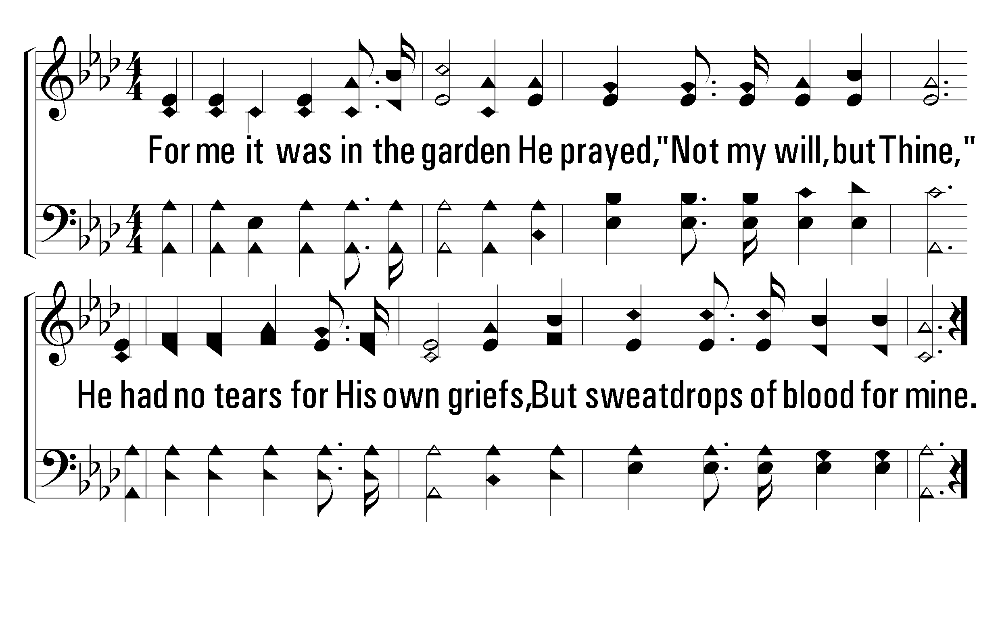 For me it was in the garden He prayed,"Not my will, but Thine,"
He had no tears for His own griefs, But sweatdrops of blood for mine.